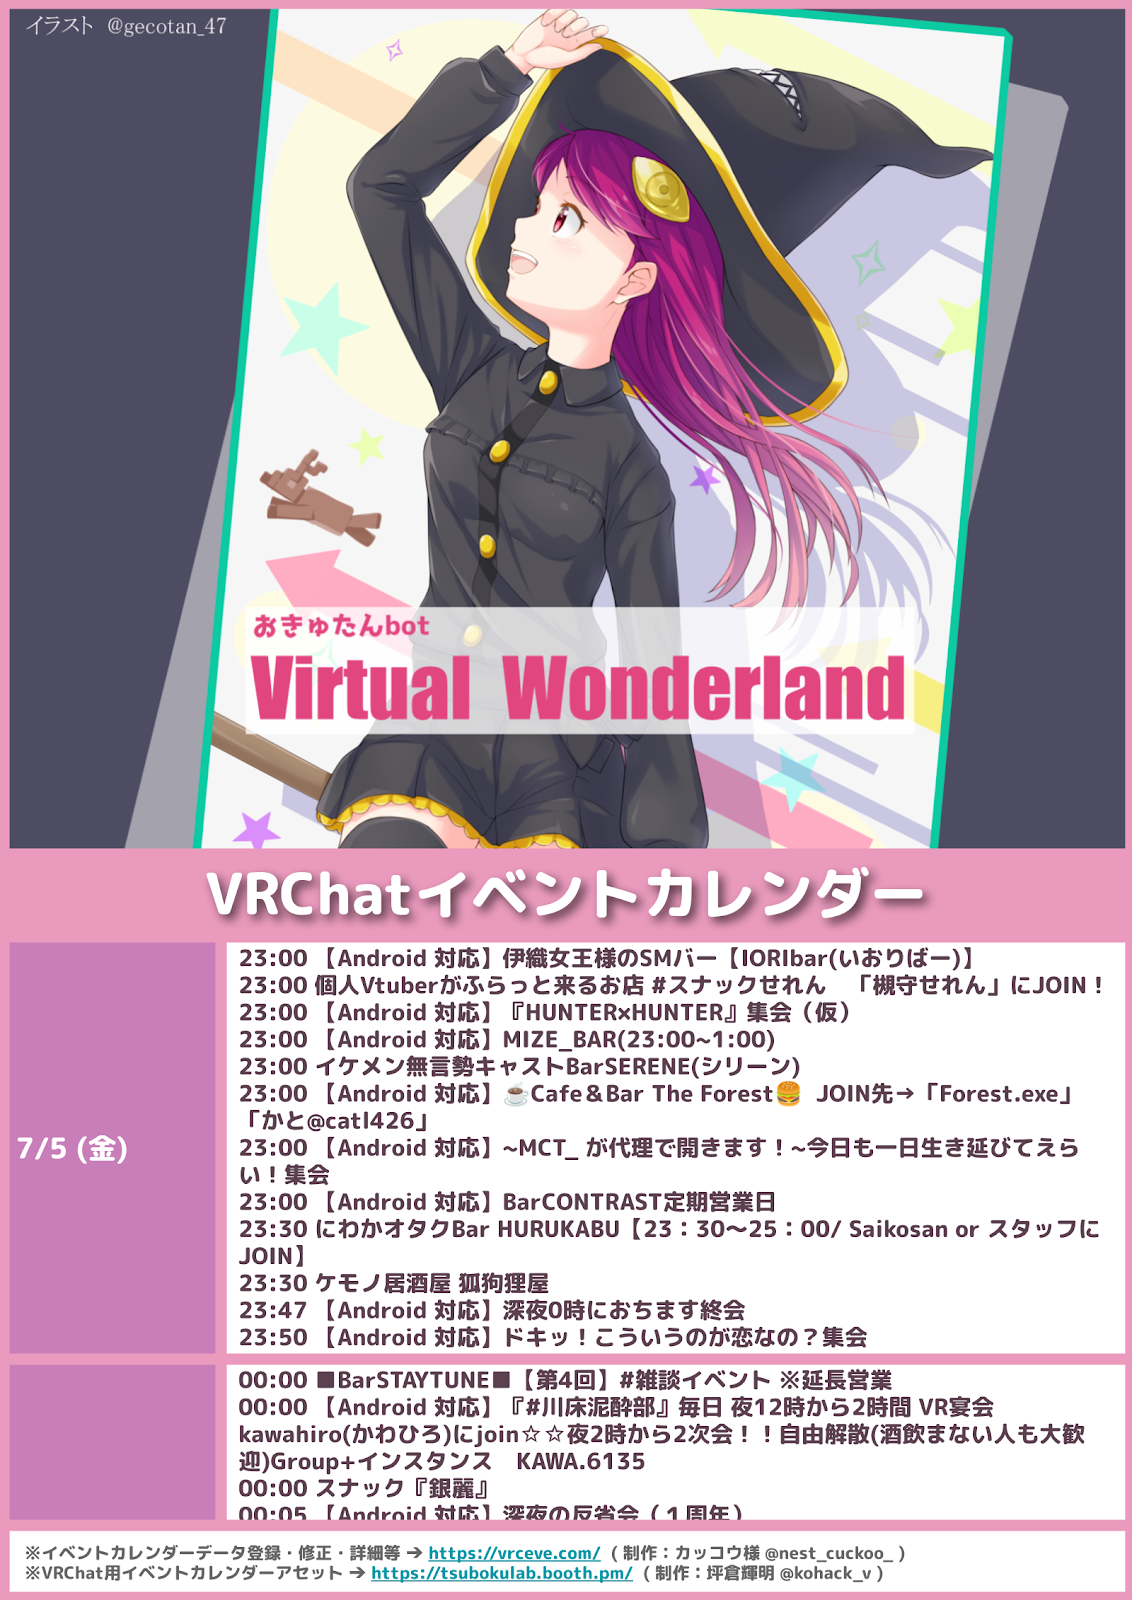 イラスト @gecotan_47
おきゅたんbot
Virtual Wonderland
VRChatイベントカレンダー
7/5 (金)
23:00 【Android 対応】伊織女王様のSMバー【IORIbar(いおりばー)】
23:00 個人Vtuberがふらっと来るお店 #スナックせれん　「槻守せれん」にJOIN！
23:00 【Android 対応】『HUNTER×HUNTER』集会（仮）
23:00 【Android 対応】MIZE_BAR(23:00~1:00)
23:00 イケメン無言勢キャストBarSERENE(シリーン)
23:00 【Android 対応】☕Cafe＆Bar The Forest🍔 JOIN先→「Forest.exe」
「かと@catl426」
23:00 【Android 対応】~MCT_ が代理で開きます！~今日も一日生き延びてえら
い！集会
23:00 【Android 対応】BarCONTRAST定期営業日
23:30 にわかオタクBar HURUKABU【23：30〜25：00/ Saikosan or スタッフに
JOIN】
23:30 ケモノ居酒屋 狐狗狸屋
23:47 【Android 対応】深夜0時におちます終会
23:50 【Android 対応】ドキッ！こういうのが恋なの？集会
00:00 ■BarSTAYTUNE■【第4回】#雑談イベント ※延長営業
00:00 【Android 対応】『#川床泥酔部』毎日 夜12時から2時間 VR宴会
kawahiro(かわひろ)にjoin☆☆夜2時から2次会！！自由解散(酒飲まない人も大歓
迎)Group+インスタンス　KAWA.6135
00:00 スナック『銀麗』
00:05 【Android 対応】深夜の反省会（１周年）
※イベントカレンダーデータ登録・修正・詳細等 → https://vrceve.com/ ( 制作：カッコウ様 @nest_cuckoo_ )
※VRChat用イベントカレンダーアセット → https://tsubokulab.booth.pm/ ( 制作：坪倉輝明 @kohack_v )